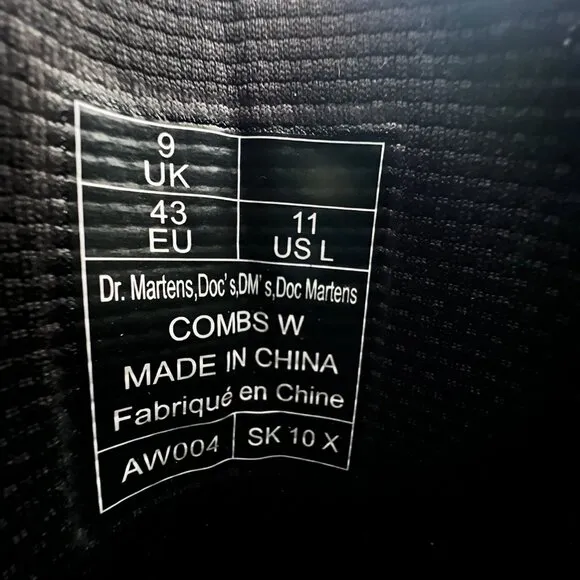 9
UK
43
EU
11
US L
Dr. Martens,Doc's,DM's,Doc Martens
COMBS W
MADE IN CHINA
Fabriqué en Chine
AW004
SK 10 X